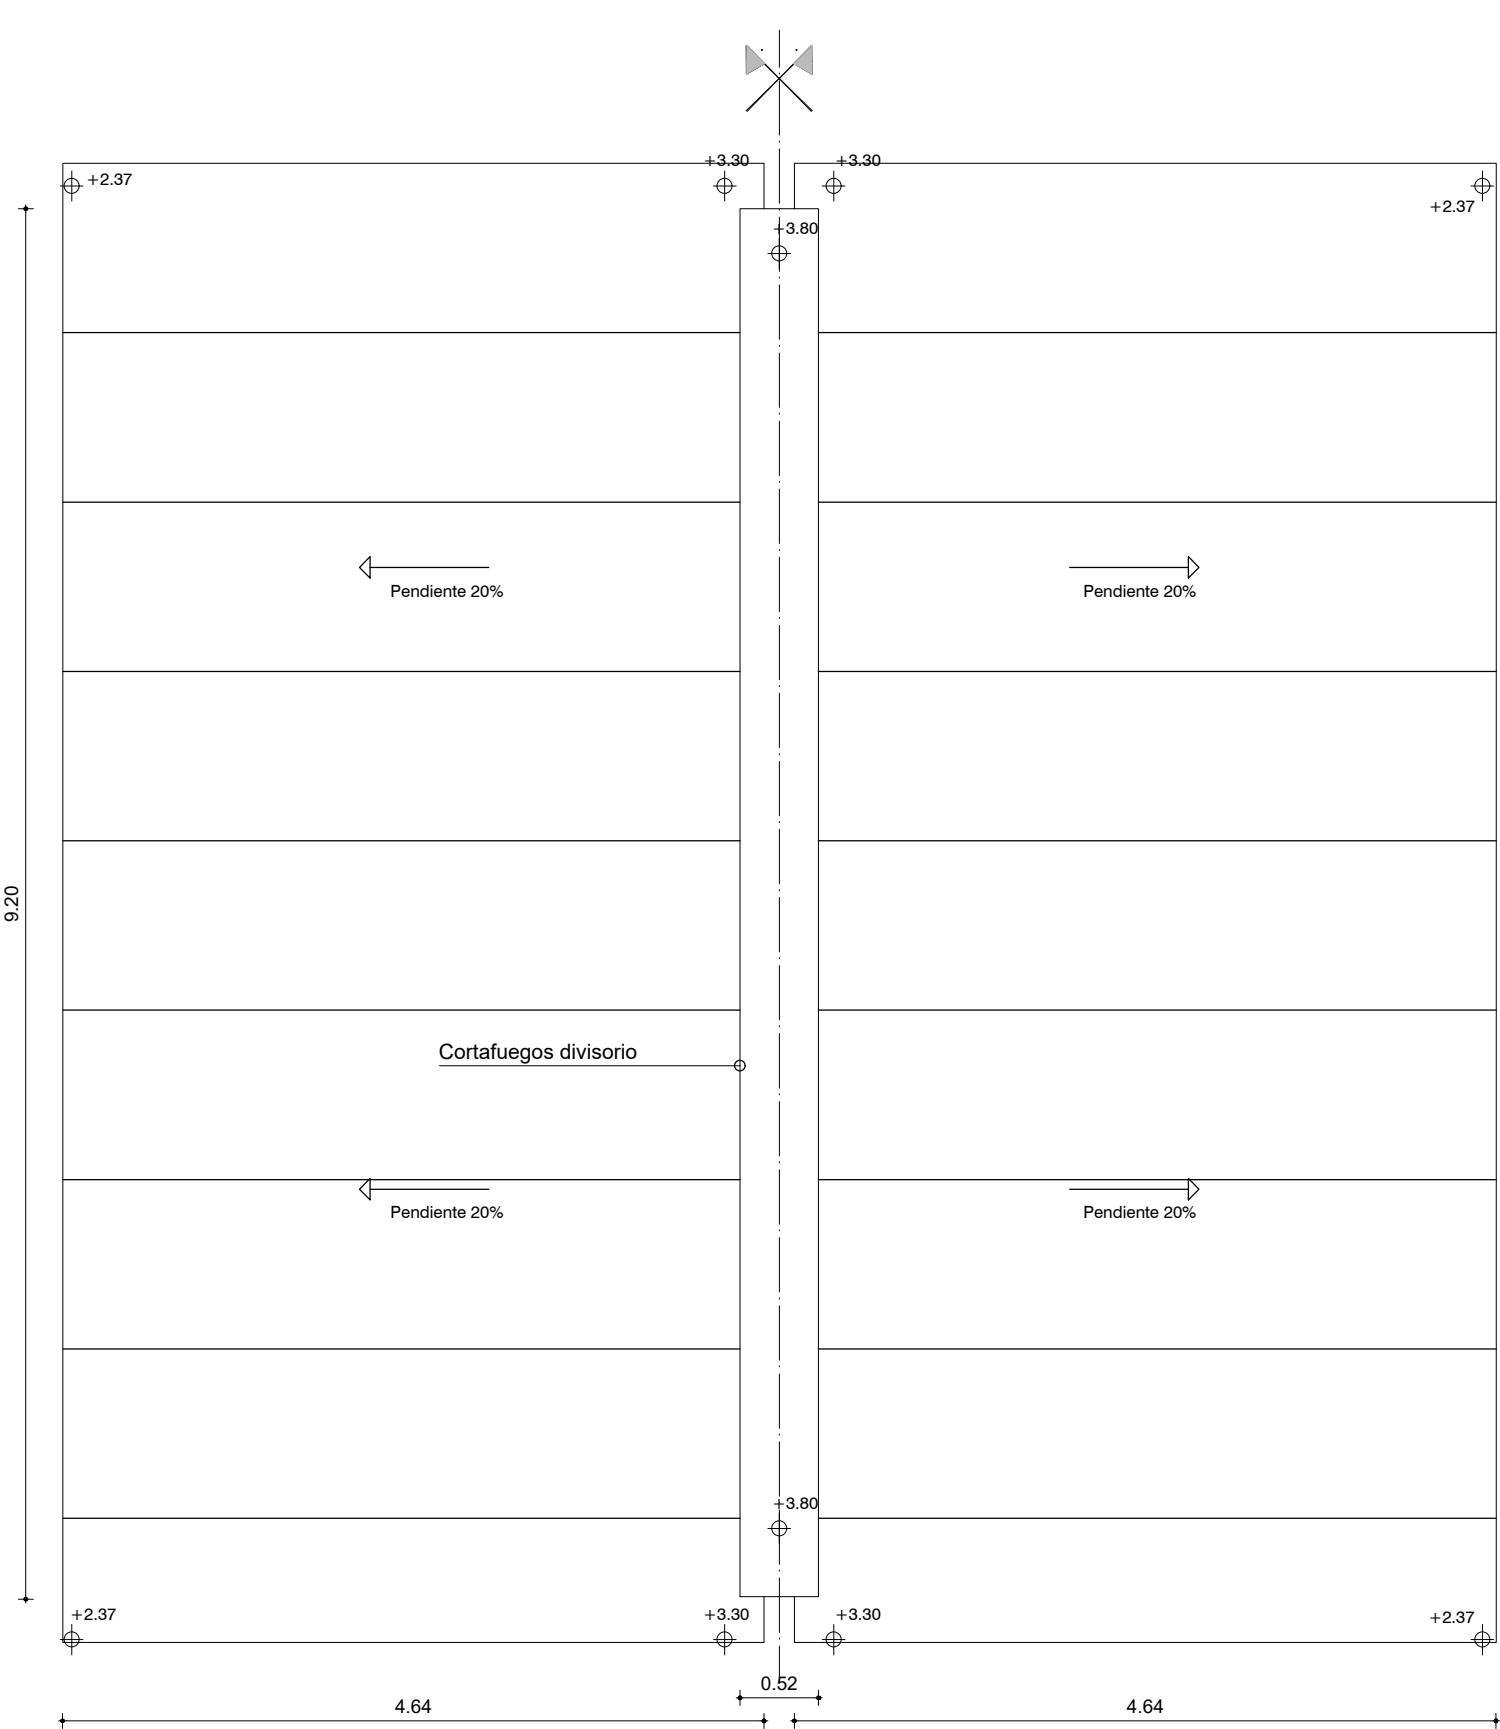 +3.30
+3.30
+2.37
+2.37
+3.80
Pendiente 20%
Pendiente 20%
9.20
Cortafuegos divisorio
Pendiente 20%
Pendiente 20%
+3.80
+2.37
+3.30
+3.30
+2.37
0.52
4.64
4.64